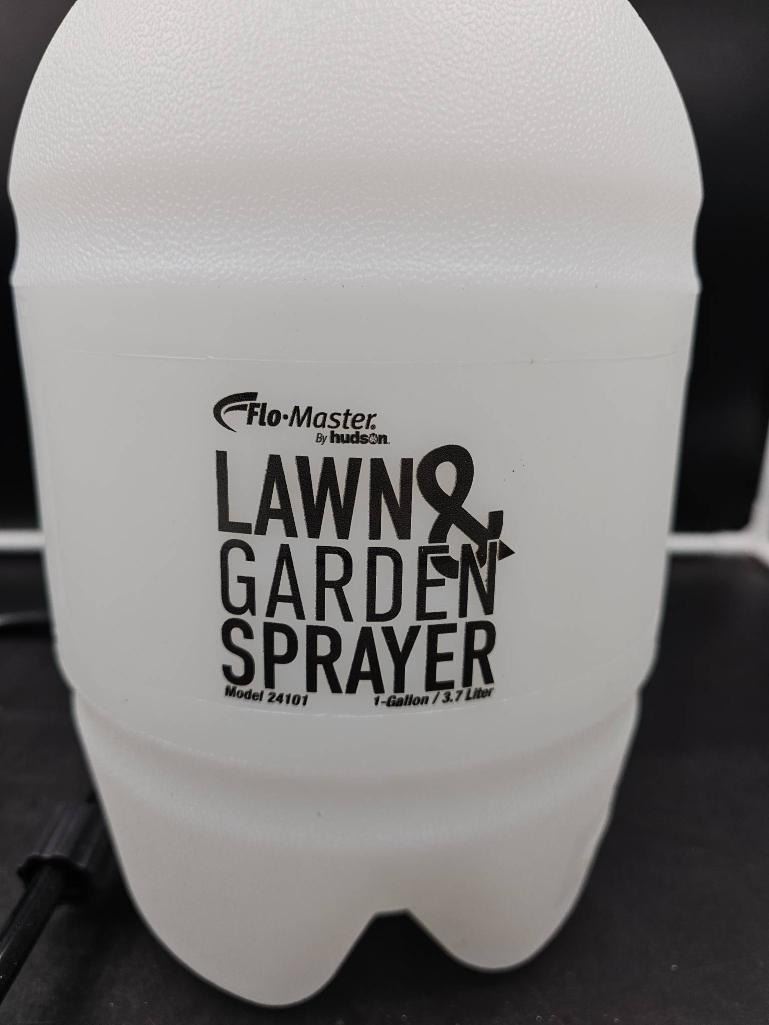 Flo•Master®
By hudson
LAWN &
GARDEN
SPRAYER
Model 24101 1-Gallon / 3.7 Liter